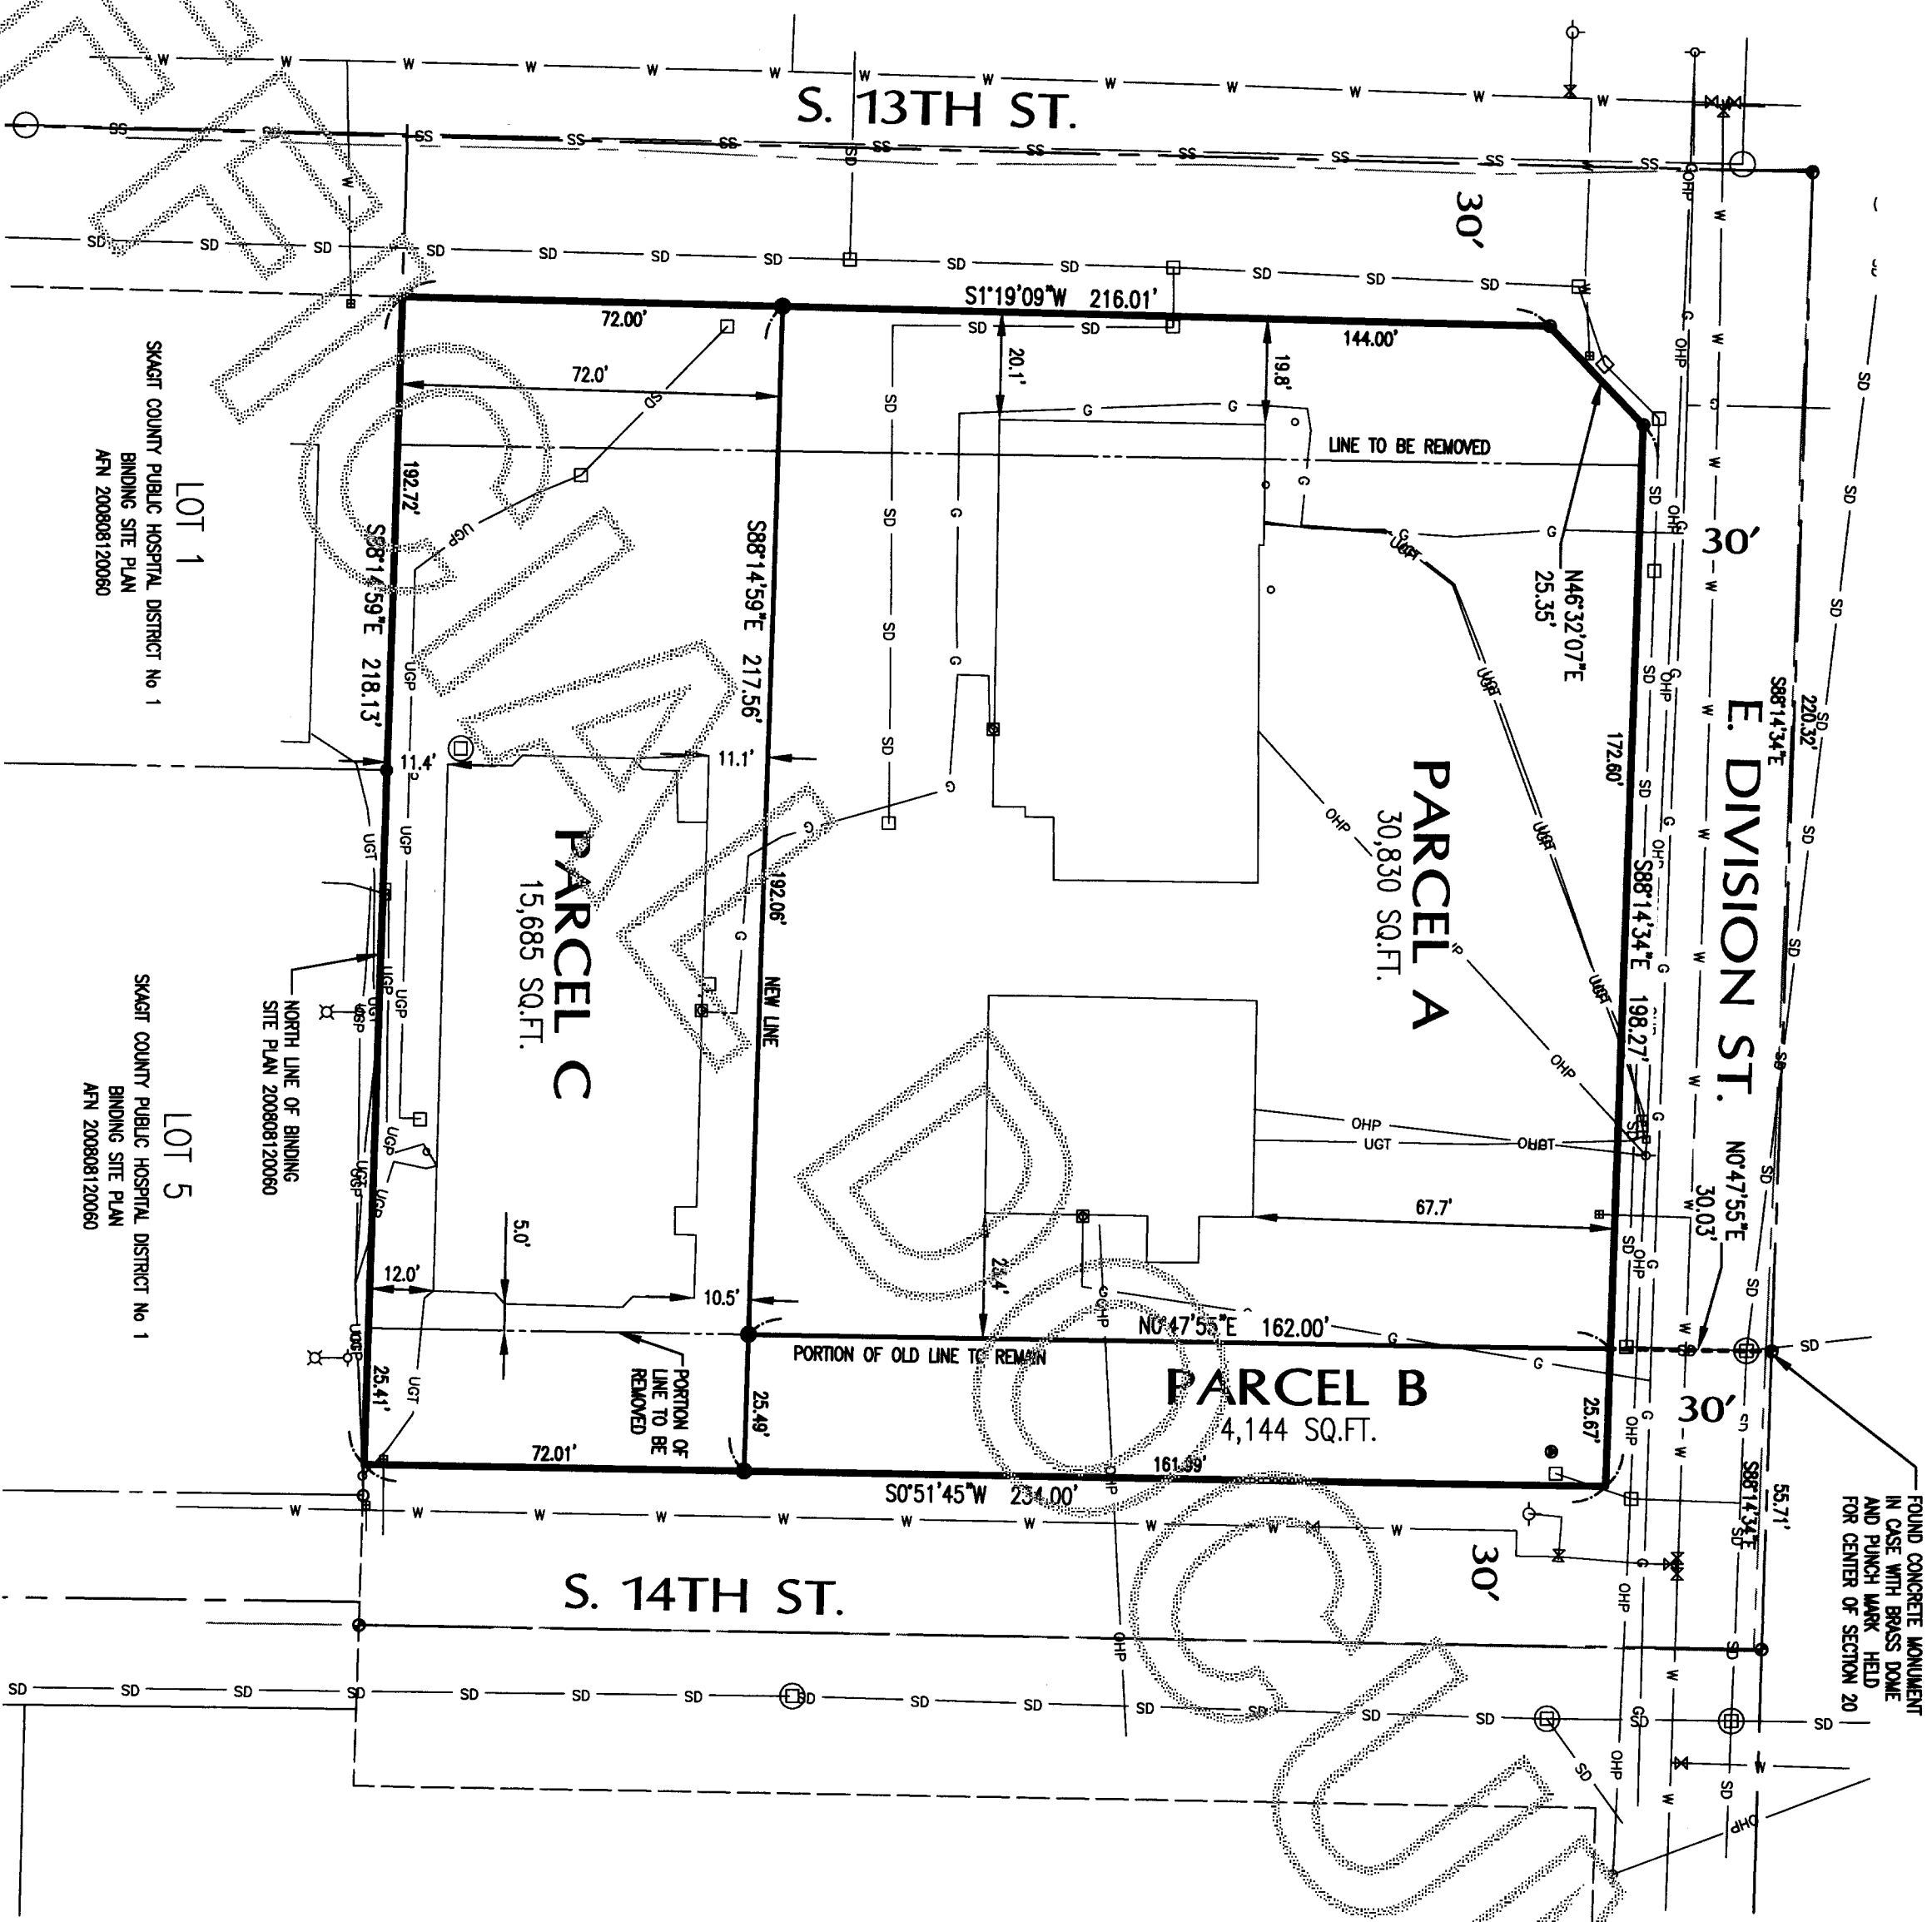 S. 13TH ST.
30'
S1°19'09"W 216.01'
72.00'
144.00'
72.0'
20.1'
19.8'
LINE TO BE REMOVED
N46°32'07"E
25.35'
30'
E. DIVISION ST.
S88°14'34"E
220.32'
172.60'
S88°14'34"E 198.27'
N0°47'55"E
30.03'
30'
55.71'
S88°14'34"E
FOUND CONCRETE MONUMENT
IN CASE WITH BRASS DOME
AND PUNCH MARK HELD
FOR CENTER OF SECTION 20
PARCEL A
30,830 SQ.FT.
67.7'
192.72'
S88°14'59"E 218.13'
S88°14'59"E 217.56'
192.06'
NEW LINE
11.4'
11.1'
PARCEL C
15,685 SQ.FT.
5.0'
12.0'
10.5'
N0°47'55"E 162.00'
PORTION OF OLD LINE TO REMAIN
PARCEL B
4,144 SQ.FT.
25.67'
25.49'
25.41'
PORTION OF
LINE TO BE
REMOVED
72.01'
161.99'
S0°51'45"W 234.00'
S. 14TH ST.
30'
LOT 1
SKAGIT COUNTY PUBLIC HOSPITAL DISTRICT No 1
BINDING SITE PLAN
AFN 200808120060
NORTH LINE OF BINDING
SITE PLAN 200808120060
LOT 5
SKAGIT COUNTY PUBLIC HOSPITAL DISTRICT No 1
BINDING SITE PLAN
AFN 200808120060
W
SS
SD
G
OHP
UGP
UGT